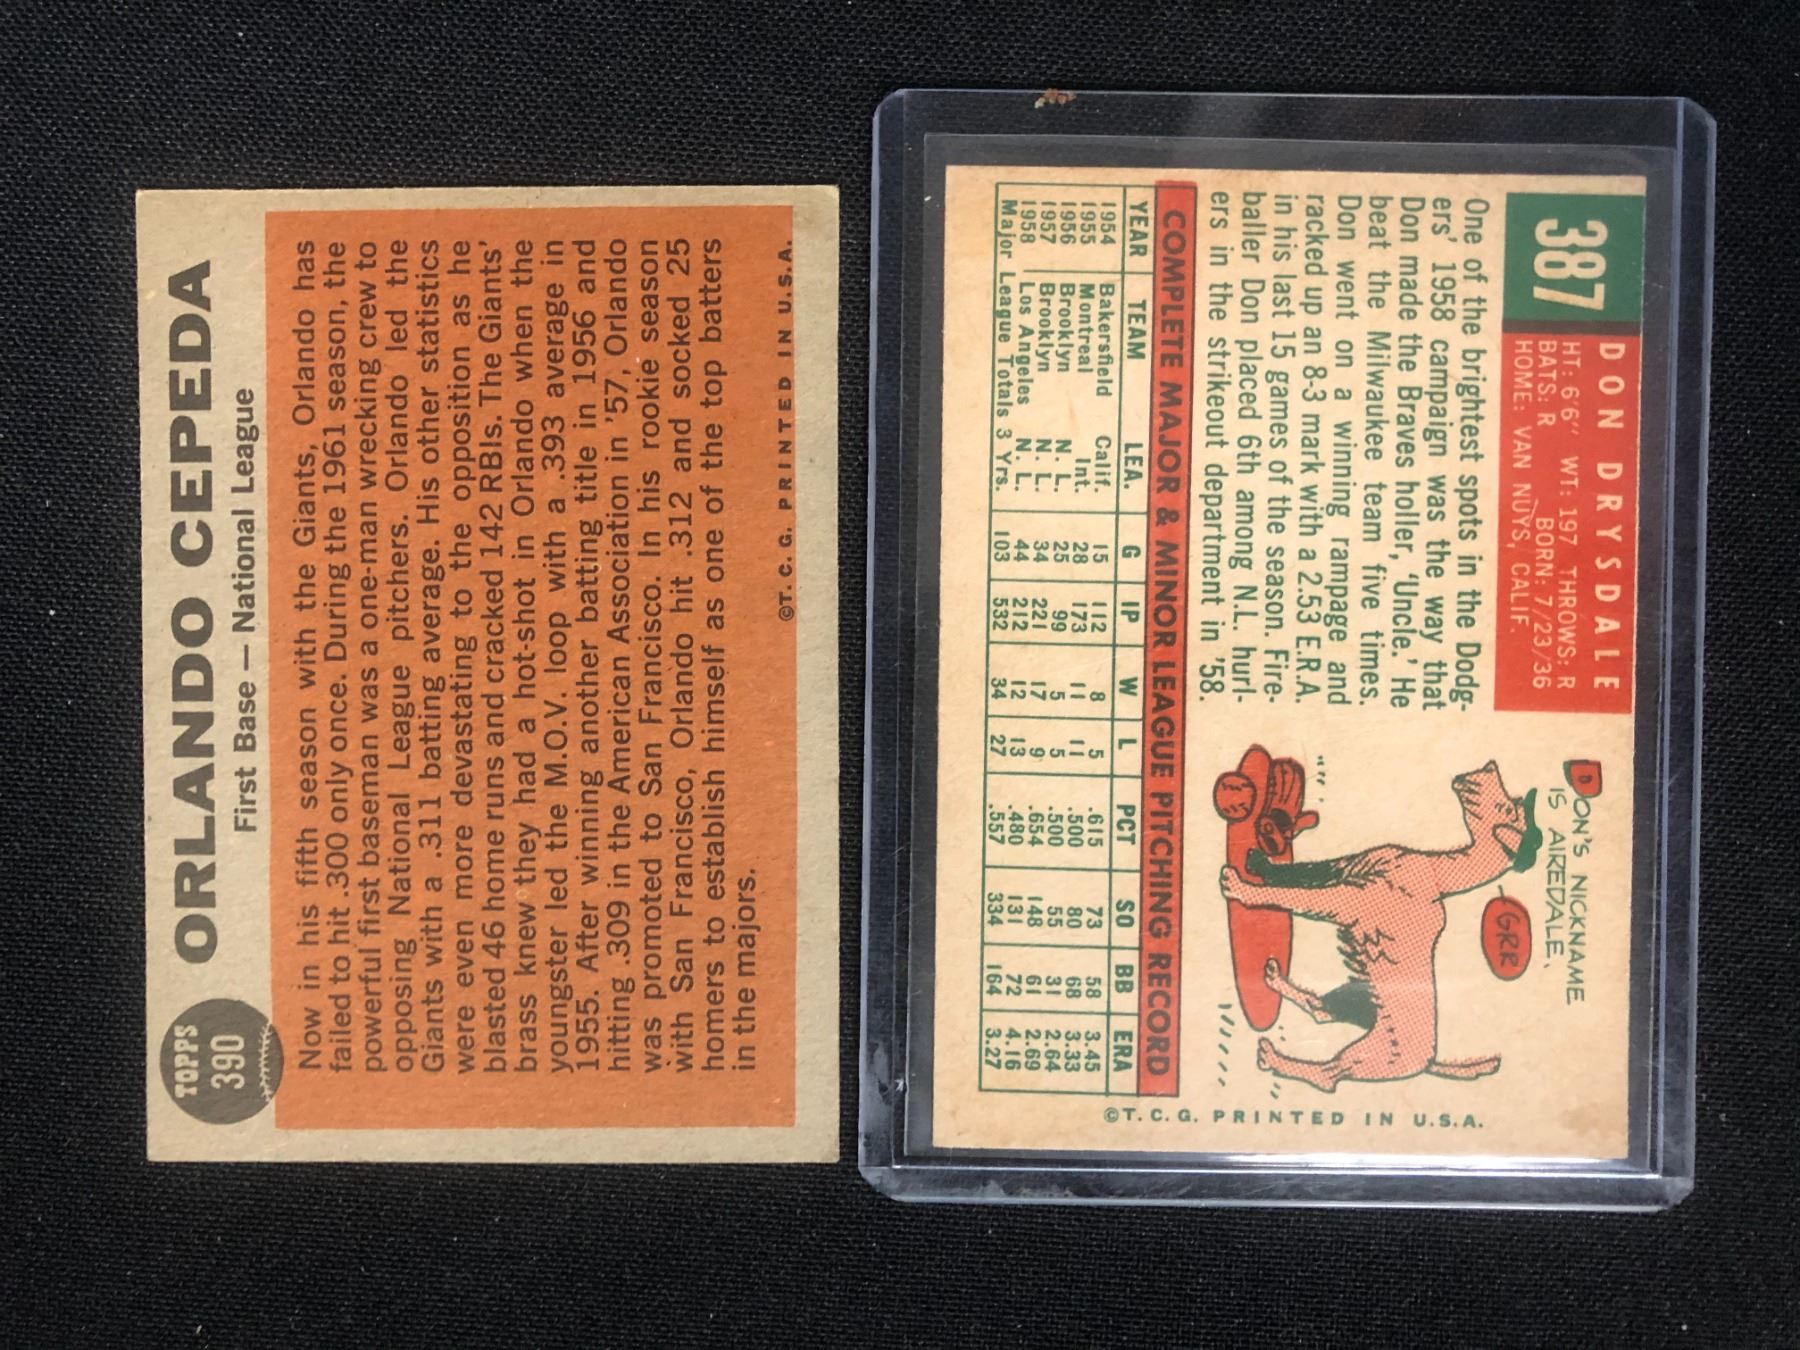 TOPPS
390
ORLANDO CEPEDA
First Base — National League
Now in his fifth season with the Giants, Orlando has
failed to hit .300 only once. During the 1961 season, the
powerful first baseman was a one-man wrecking crew to
opposing National League pitchers. Orlando led the
Giants with a .311 batting average. His other statistics
were even more devastating to the opposition as he
blasted 46 home runs and cracked 142 RBIs. The Giants'
brass knew they had a hot-shot in Orlando when the
youngster led the M.O.V. loop with a .393 average in
1955. After winning another batting title in 1956 and
hitting .309 in the American Association in '57, Orlando
was promoted to San Francisco. In his rookie season
with San Francisco, Orlando hit .312 and socked 25
homers to establish himself as one of the top batters
in the majors.
©T. C. G. PRINTED IN U.S.A.
387
DON DRYSDALE
HT: 6'6" WT: 197 THROWS: R
BATS: R BORN: 7/23/36
HOME: VAN NUYS, CALIF.
One of the brightest spots in the Dodg-
ers' 1958 campaign was the way that
Don made the Braves holler, 'Uncle.' He
beat the Milwaukee team five times.
Don went on a winning rampage and
racked up an 8-3 mark with a 2.53 E.R.A.
in his last 15 games of the season. Fire-
baller Don placed 6th among N.L. hurl-
ers in the strikeout department in '58.
DON'S NICKNAME
IS AIREDALE.
GRR
COMPLETE MAJOR & MINOR LEAGUE PITCHING RECORD
YEAR TEAM LEA. G IP W L PCT SO BB ERA
1954 Bakersfield Calif. 15 112 8 5 .615 73 58 3.45
1955 Montreal Int. 28 173 11 11 .500 80 68 3.33
1956 Brooklyn N. L. 25 99 5 5 .500 55 31 2.64
1957 Brooklyn N. L. 34 221 17 9 .654 148 61 2.69
1958 Los Angeles N. L. 44 212 12 13 .480 131 72 4.16
Major League Totals 3 Yrs. 103 532 34 27 .557 334 164 3.27
©T. C. G. PRINTED IN U.S.A.